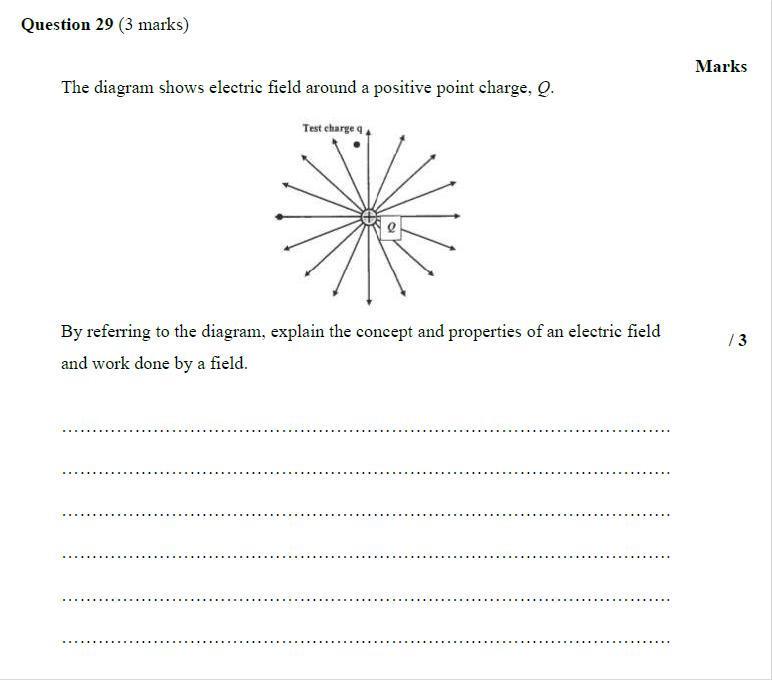 Question 29 (3 marks)
Marks
The diagram shows electric field around a positive point charge, Q.
Test charge q
+
Q
By referring to the diagram, explain the concept and properties of an electric field
/ 3
and work done by a field.